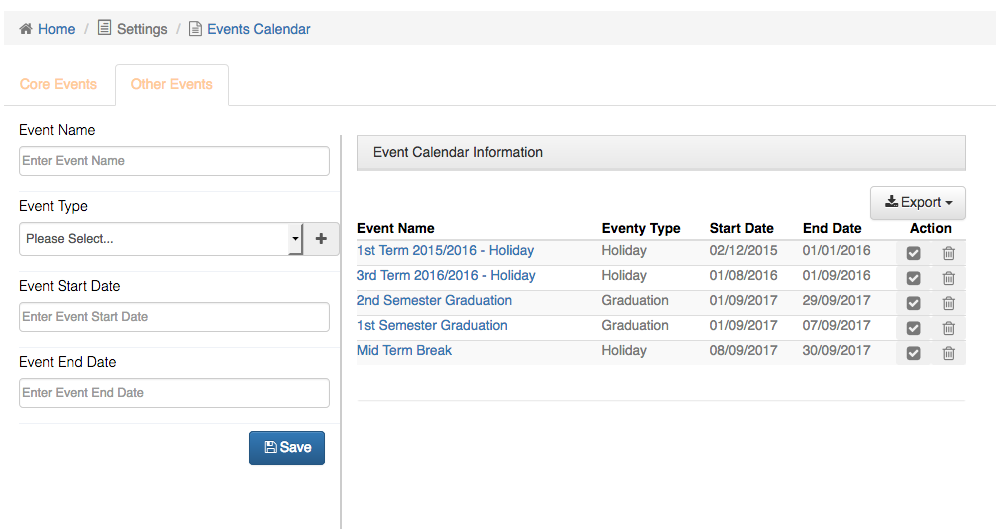 Home / Settings / Events Calendar
Core Events Other Events
Event Name
Enter Event Name
Event Type
Please Select...
Event Start Date
Enter Event Start Date
Event End Date
Enter Event End Date
Save
Event Calendar Information
Export
Event Name Eventy Type Start Date End Date Action
1st Term 2015/2016 - Holiday Holiday 02/12/2015 01/01/2016
3rd Term 2016/2016 - Holiday Holiday 01/08/2016 01/09/2016
2nd Semester Graduation Graduation 01/09/2017 29/09/2017
1st Semester Graduation Graduation 01/09/2017 07/09/2017
Mid Term Break Holiday 08/09/2017 30/09/2017